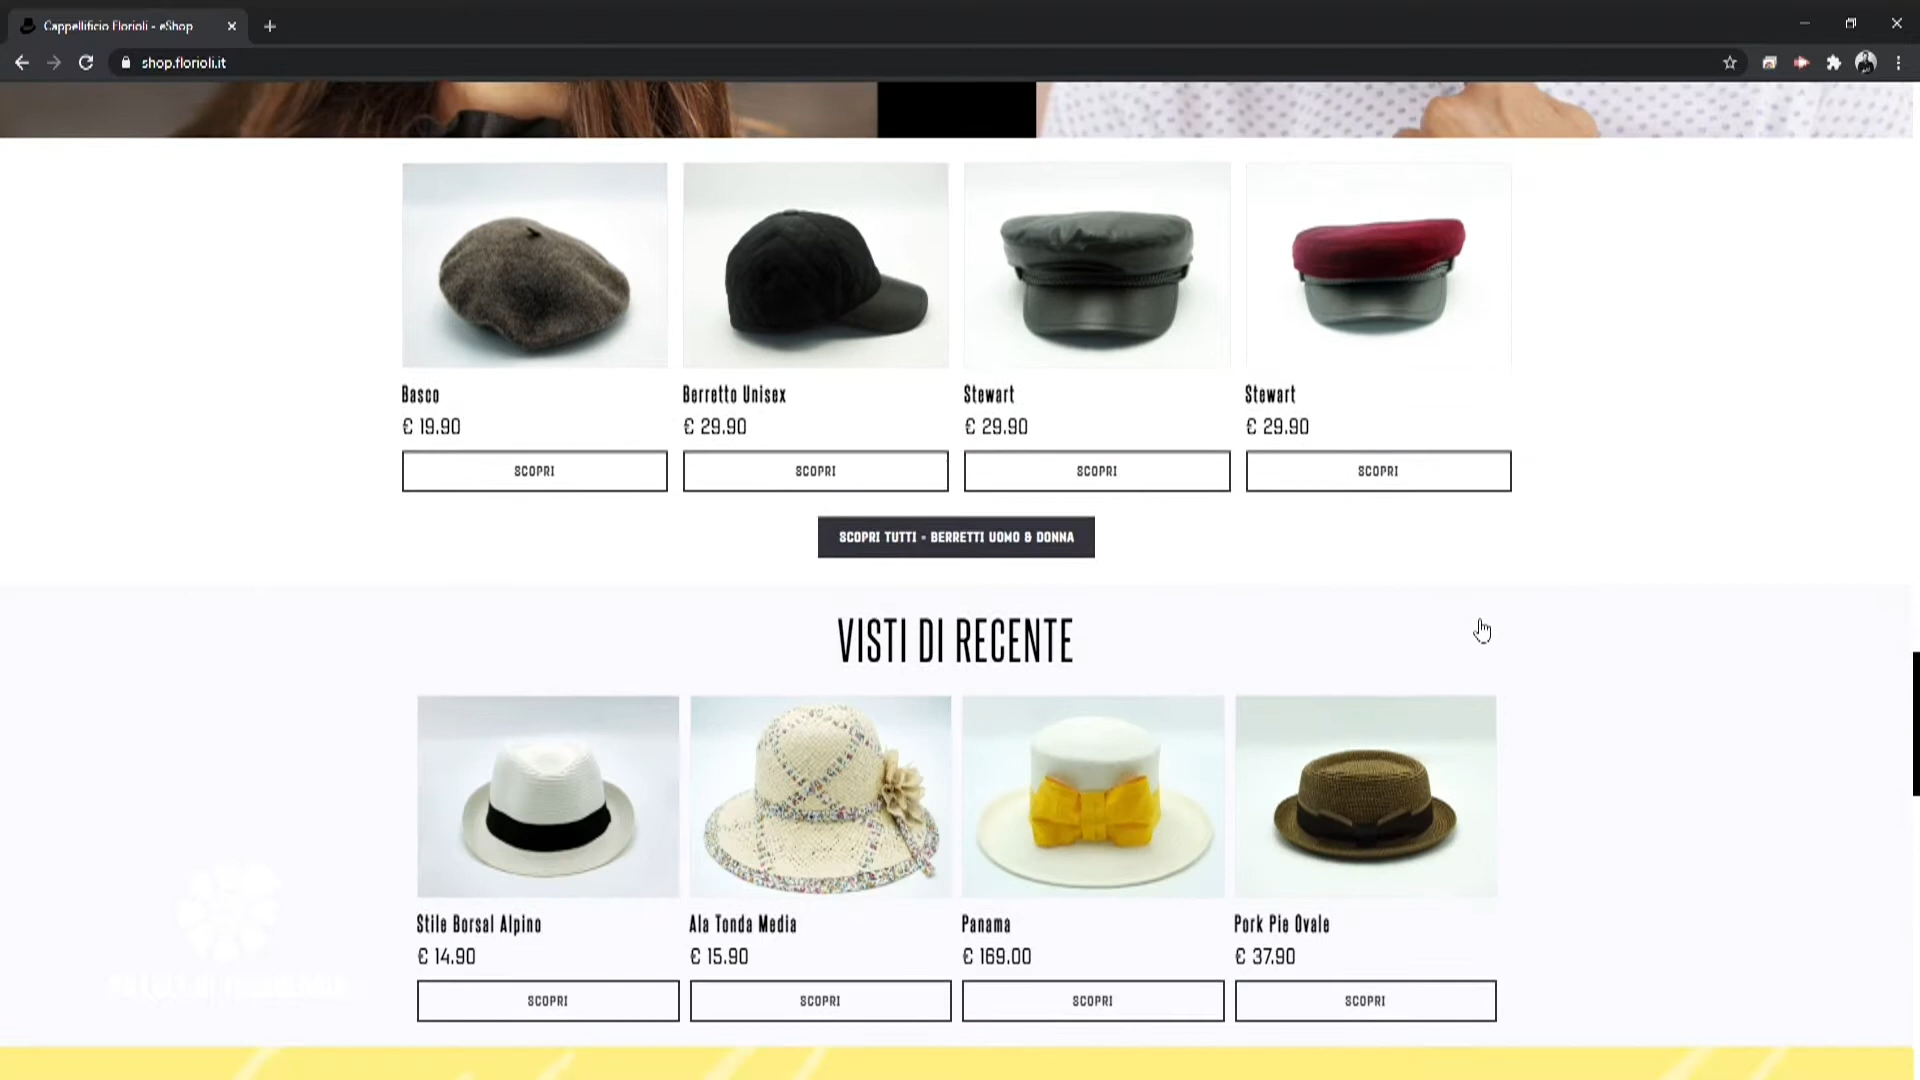 Cappellificio Florioli - eShop
shop.florioli.it
Basco
Berretto Unisex
Stewart
Stewart
€ 19.90
€ 29.90
€ 29.90
€ 29.90
SCOPRI
SCOPRI
SCOPRI
SCOPRI
SCOPRI TUTTI - BERRETTI UOMO & DONNA
VISTI DI RECENTE
Stile Borsal Alpino
Ala Tonda Media
Panama
Pork Pie Ovale
€ 14.90
€ 15.90
€ 169.00
€ 37.90
SCOPRI
SCOPRI
SCOPRI
SCOPRI